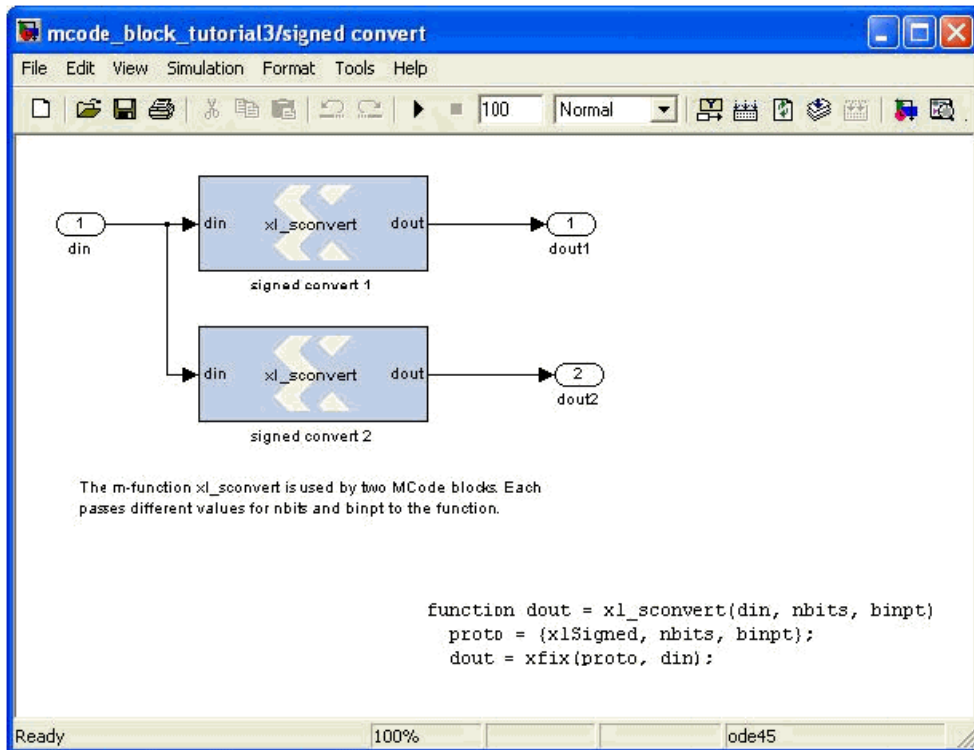 mcode_block_tutorial3/signed convert
File Edit View Simulation Format Tools Help
100 Normal
din xl_sconvert dout
1
din
1
dout1
signed convert 1
din xl_sconvert dout
2
dout2
signed convert 2
The m-function xl_sconvert is used by two MCode blocks. Each
passes different values for nbits and binpt to the function.
function dout = xl_sconvert(din, nbits, binpt)
proto = {xlSigned, nbits, binpt};
dout = xfix(proto, din);
Ready 100% ode45